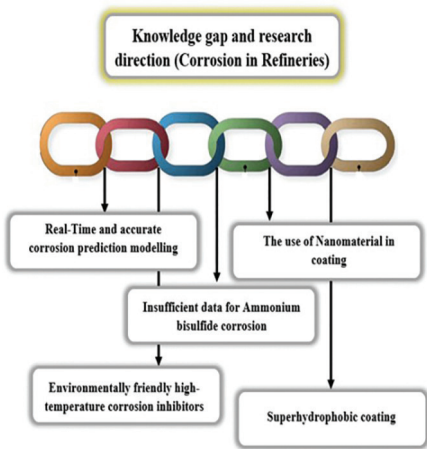 Knowledge gap and research
direction (Corrosion in Refineries)
Real-Time and accurate
corrosion prediction modelling
The use of Nanomaterial in
coating
Insufficient data for Ammonium
bisulfide corrosion
Environmentally friendly high-
temperature corrosion inhibitors
Superhydrophobic coating